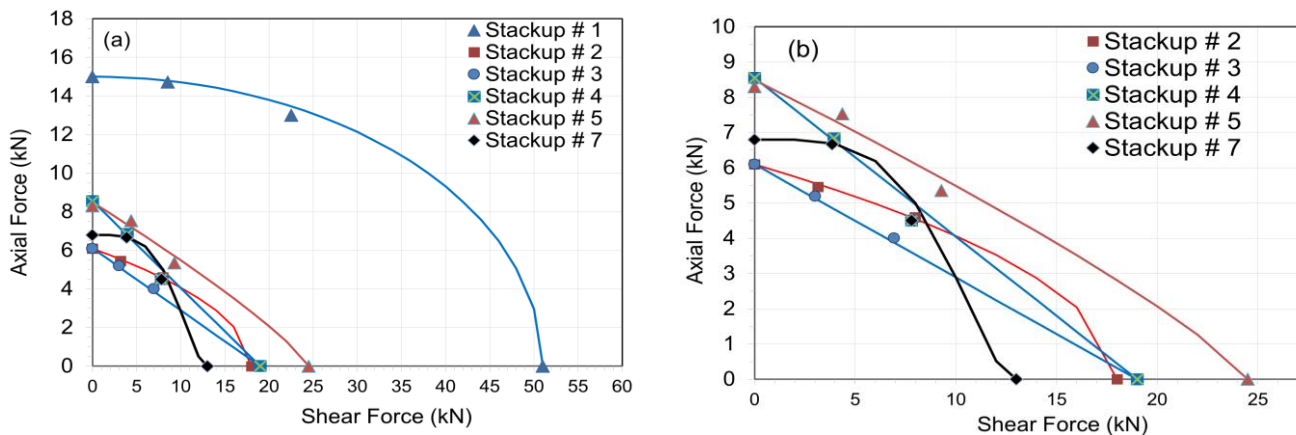 (a)
Stackup # 1
Stackup # 2
Stackup # 3
Stackup # 4
Stackup # 5
Stackup # 7
18
16
14
12
10
8
6
4
2
0
Axial Force (kN)
0 5 10 15 20 25 30 35 40 45 50 55 60
Shear Force (kN)
(b)
Stackup # 2
Stackup # 3
Stackup # 4
Stackup # 5
Stackup # 7
10
9
8
7
6
5
4
3
2
1
0
Axial Force (kN)
0 5 10 15 20 25
Shear Force (kN)